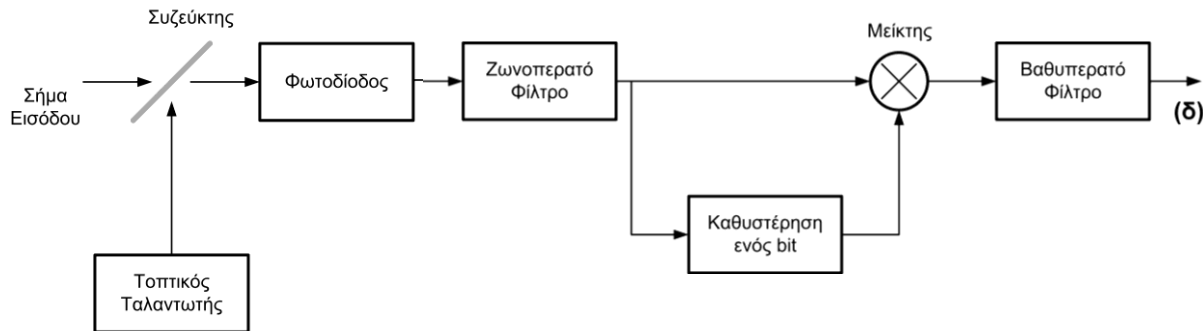 Συζεύκτης
Σήμα
Εισόδου
Φωτοδίοδος
Ζωνοπερατό
Φίλτρο
Μείκτης
Βαθυπερατό
Φίλτρο
(δ)
Καθυστέρηση
ενός bit
Τοπτικός
Ταλαντωτής